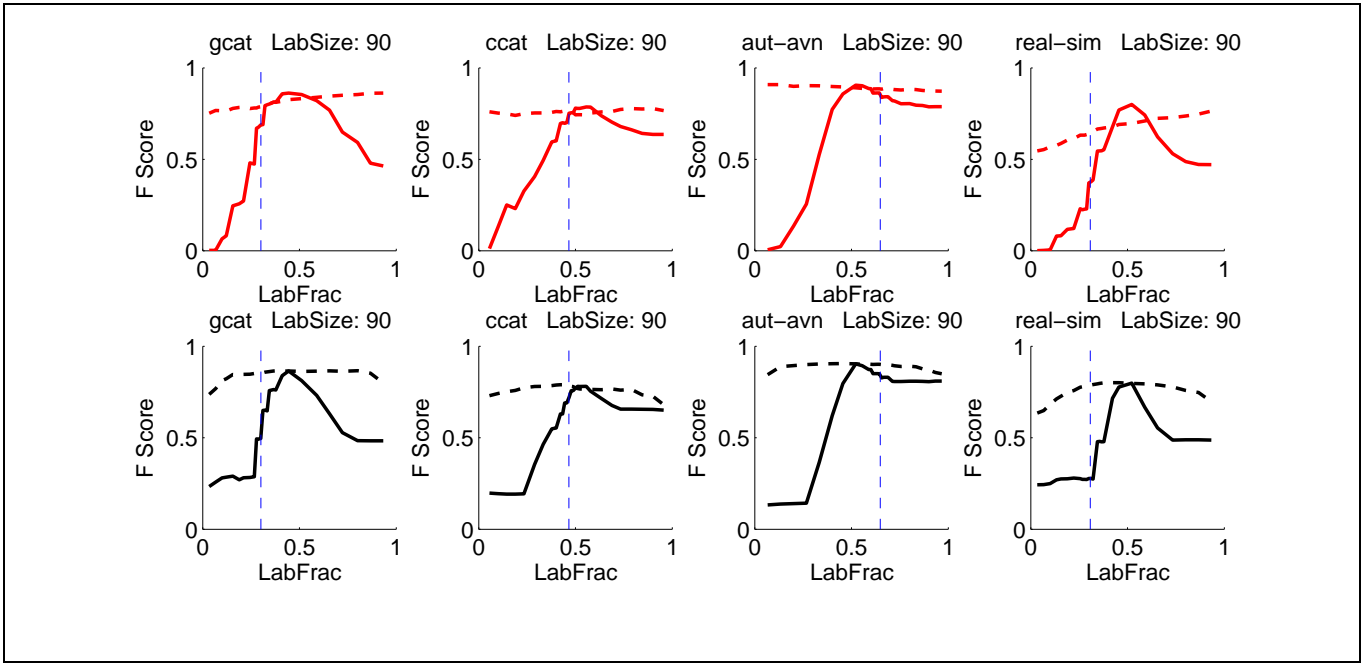 gcat LabSize: 90
ccat LabSize: 90
aut−avn LabSize: 90
real−sim LabSize: 90
1
0.5
0
F Score
0 0.5 1
LabFrac
1
0.5
0
F Score
0 0.5 1
LabFrac
1
0.5
0
F Score
0 0.5 1
LabFrac
1
0.5
0
F Score
0 0.5 1
LabFrac
gcat LabSize: 90
ccat LabSize: 90
aut−avn LabSize: 90
real−sim LabSize: 90
1
0.5
0
F Score
0 0.5 1
LabFrac
1
0.5
0
F Score
0 0.5 1
LabFrac
1
0.5
0
F Score
0 0.5 1
LabFrac
1
0.5
0
F Score
0 0.5 1
LabFrac